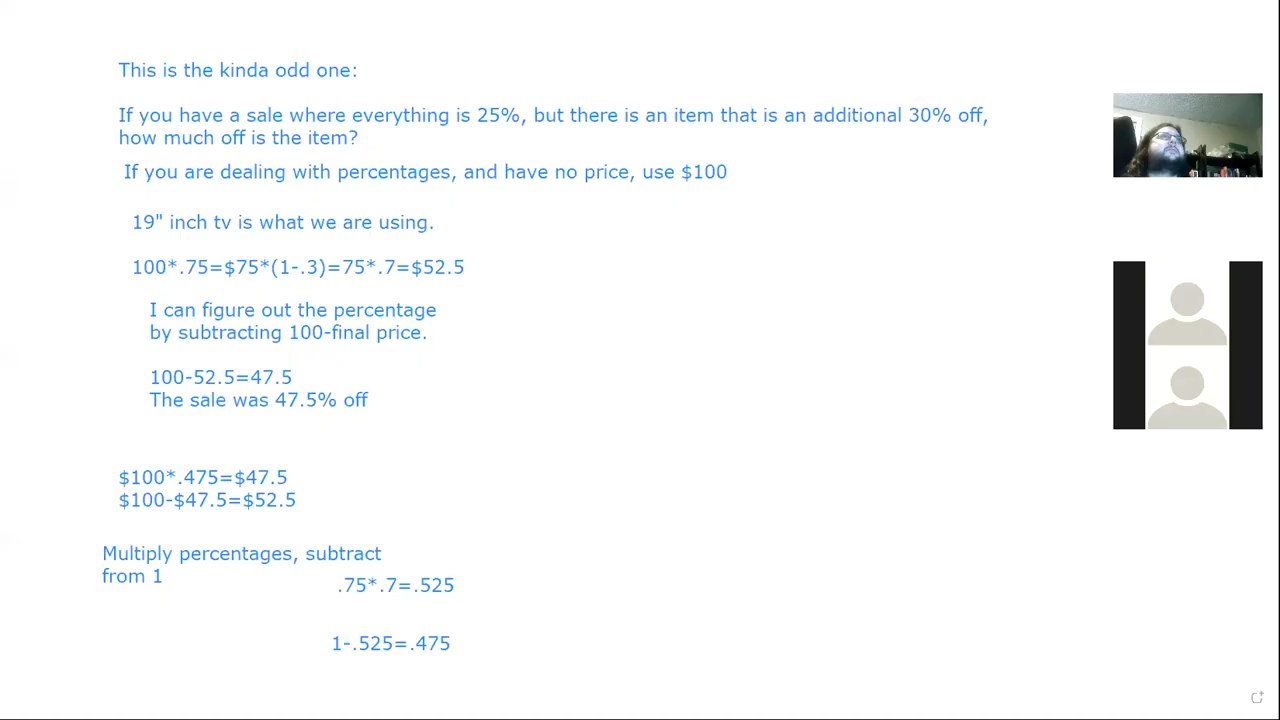 This is the kinda odd one:
If you have a sale where everything is 25%, but there is an item that is an additional 30% off,
how much off is the item?
If you are dealing with percentages, and have no price, use $100
19" inch tv is what we are using.
100*.75=$75*(1-.3)=75*.7=$52.5
I can figure out the percentage
by subtracting 100-final price.
100-52.5=47.5
The sale was 47.5% off
$100*.475=$47.5
$100-$47.5=$52.5
Multiply percentages, subtract
from 1
.75*.7=.525
1-.525=.475